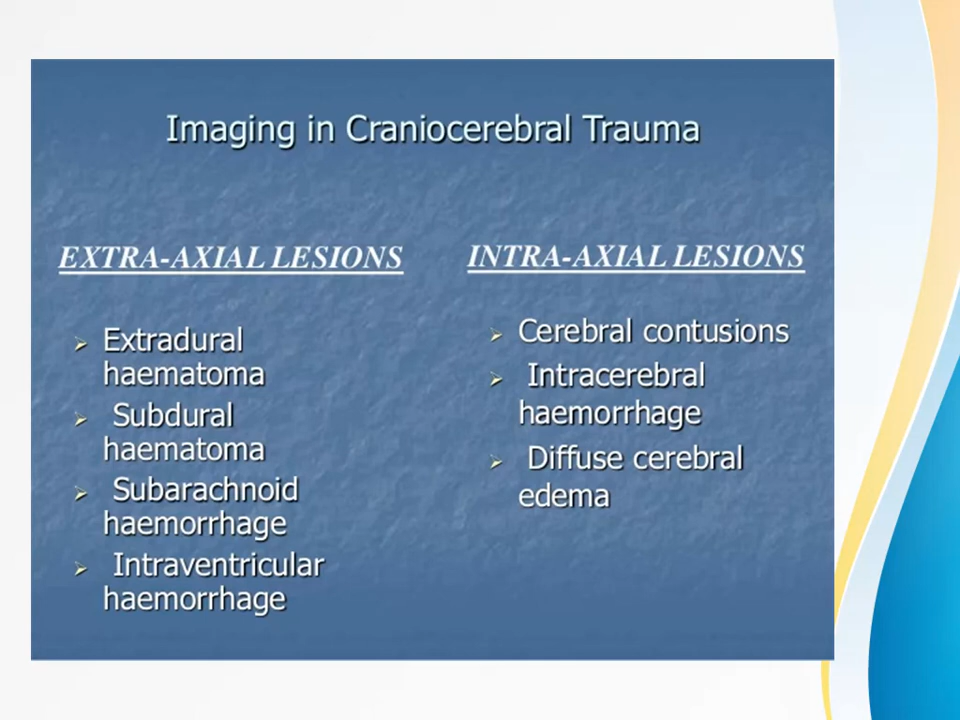 Imaging in Craniocerebral Trauma
EXTRA-AXIAL LESIONS
Extradural
haematoma
Subdural
haematoma
Subarachnoid
haemorrhage
Intraventricular
haemorrhage
INTRA-AXIAL LESIONS
Cerebral contusions
Intracerebral
haemorrhage
Diffuse cerebral
edema